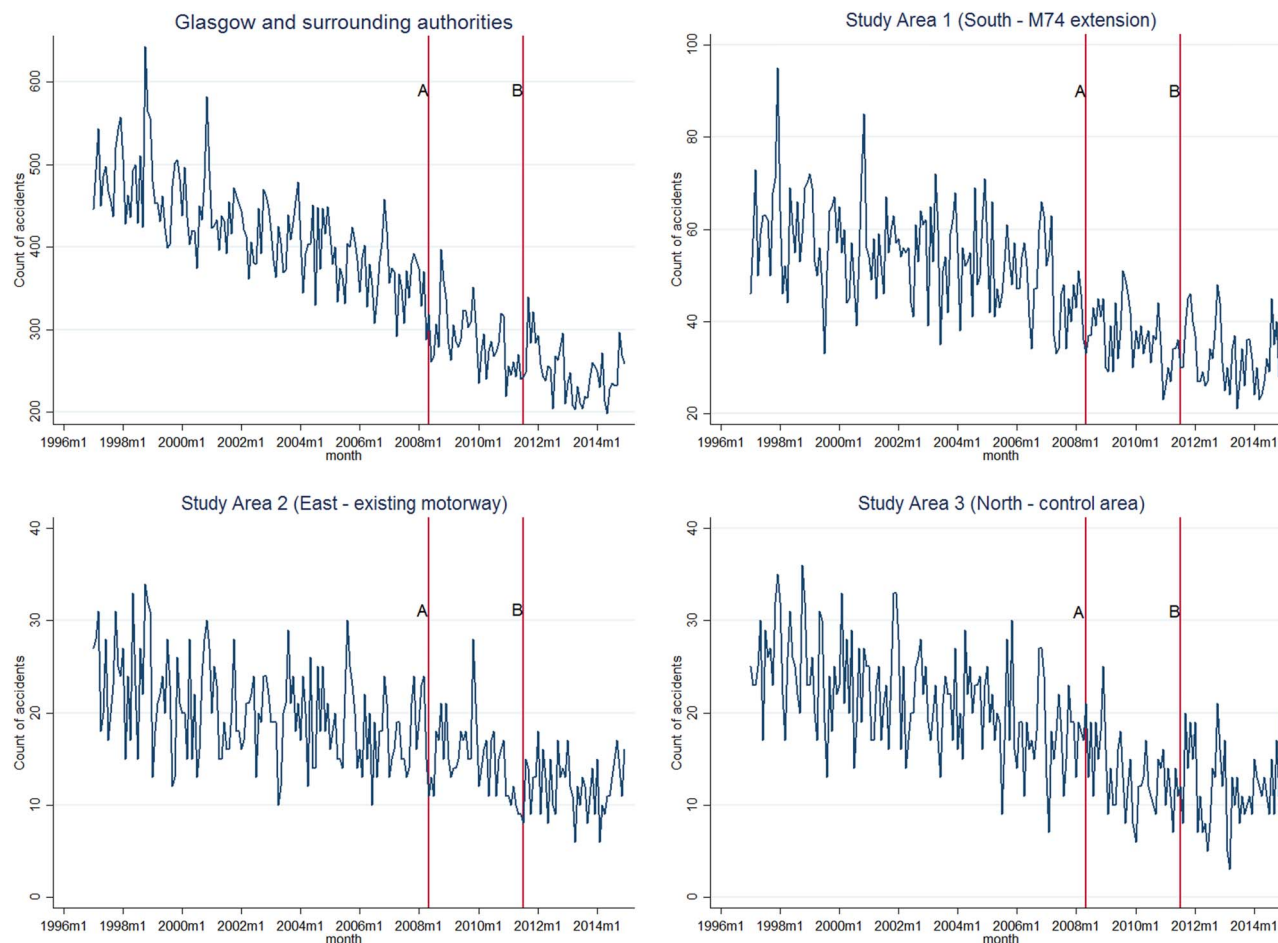 Glasgow and surrounding authorities
Count of accidents
600
500
400
300
200
A
B
1996m1 1998m1 2000m1 2002m1 2004m1 2006m1 2008m1 2010m1 2012m1 2014m1
month
Study Area 1 (South - M74 extension)
Count of accidents
100
80
60
40
20
A
B
1996m1 1998m1 2000m1 2002m1 2004m1 2006m1 2008m1 2010m1 2012m1 2014m1
month
Study Area 2 (East - existing motorway)
Count of accidents
40
30
20
10
0
A
B
1996m1 1998m1 2000m1 2002m1 2004m1 2006m1 2008m1 2010m1 2012m1 2014m1
month
Study Area 3 (North - control area)
Count of accidents
40
30
20
10
0
A
B
1996m1 1998m1 2000m1 2002m1 2004m1 2006m1 2008m1 2010m1 2012m1 2014m1
month